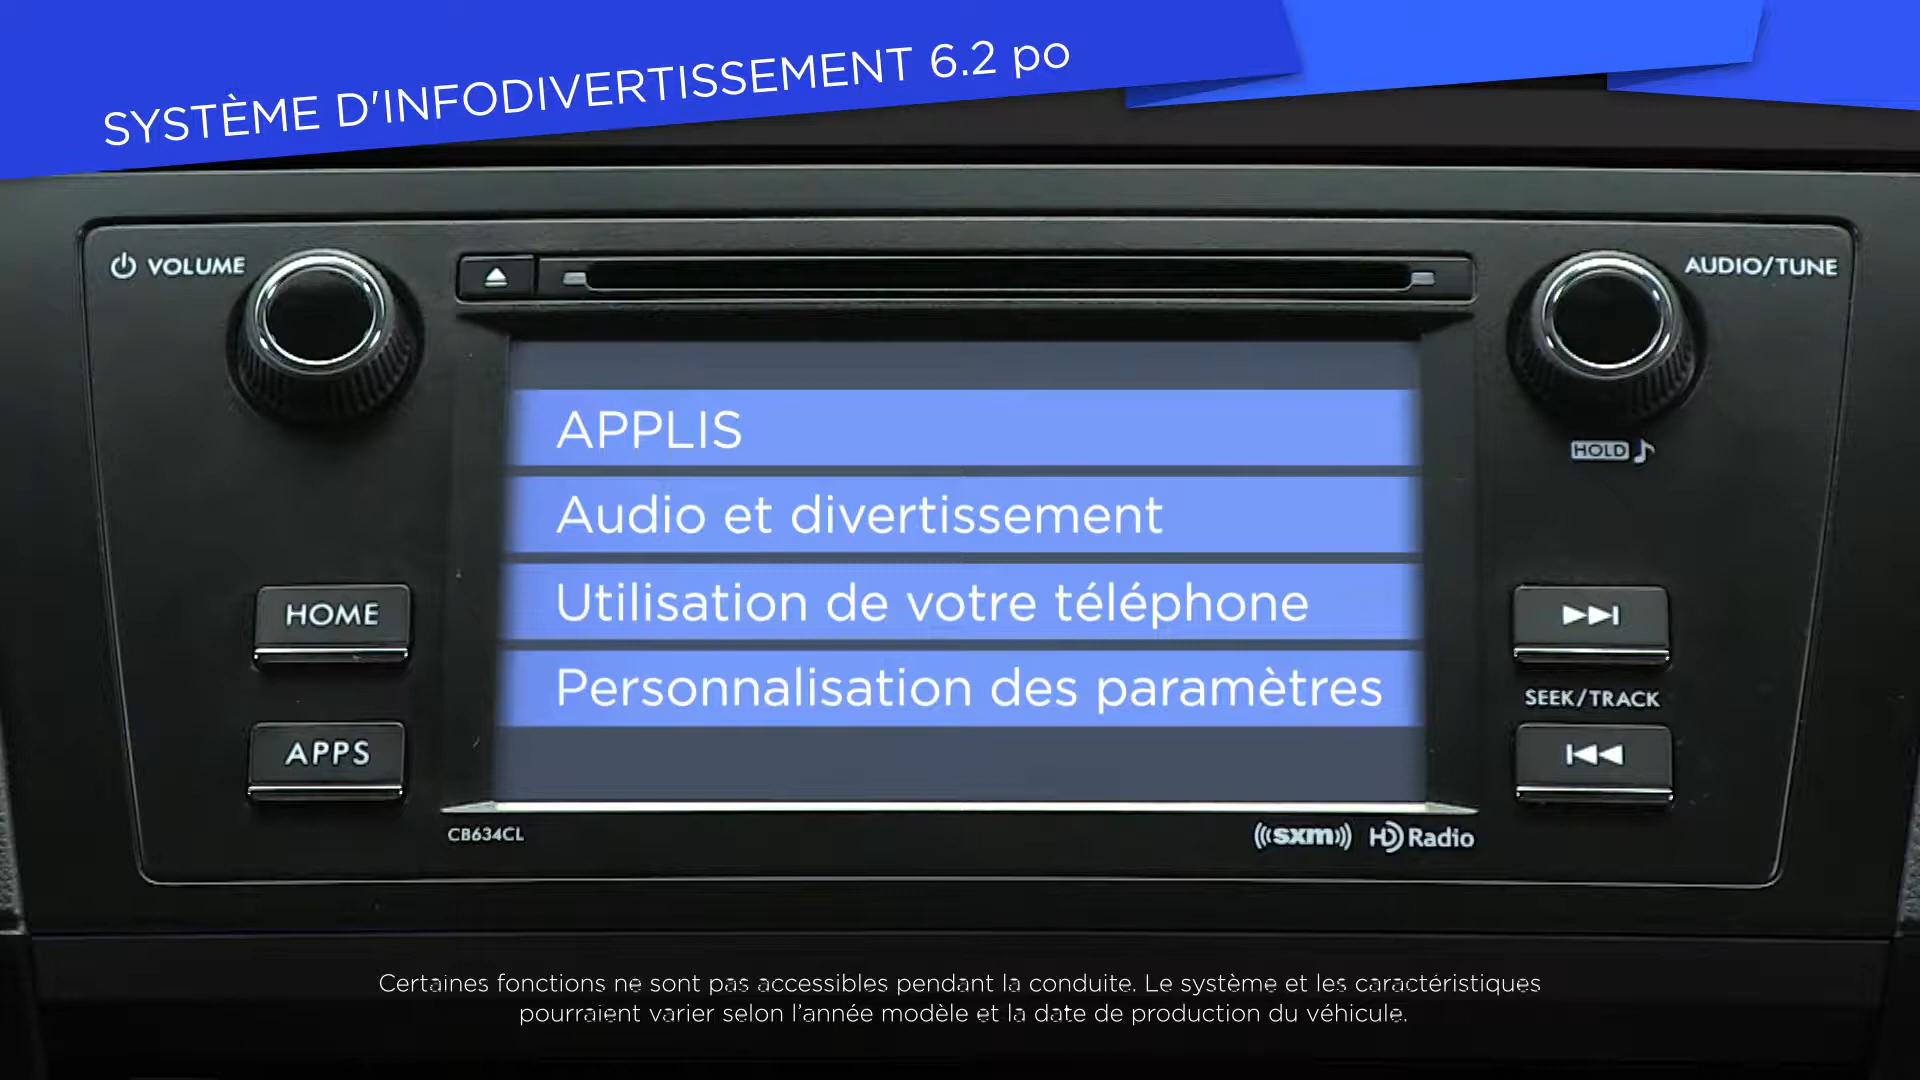 SYSTÈME D'INFODIVERTISSEMENT 6.2 po
VOLUME
AUDIO/TUNE
APPLIS
HOLD
Audio et divertissement
Utilisation de votre téléphone
HOME
Personnalisation des paramètres
SEEK/TRACK
APPS
CB634CL
sxm HD Radio
Certaines fonctions ne sont pas accessibles pendant la conduite. Le système et les caractéristiques
pourraient varier selon l'année modèle et la date de production du véhicule.